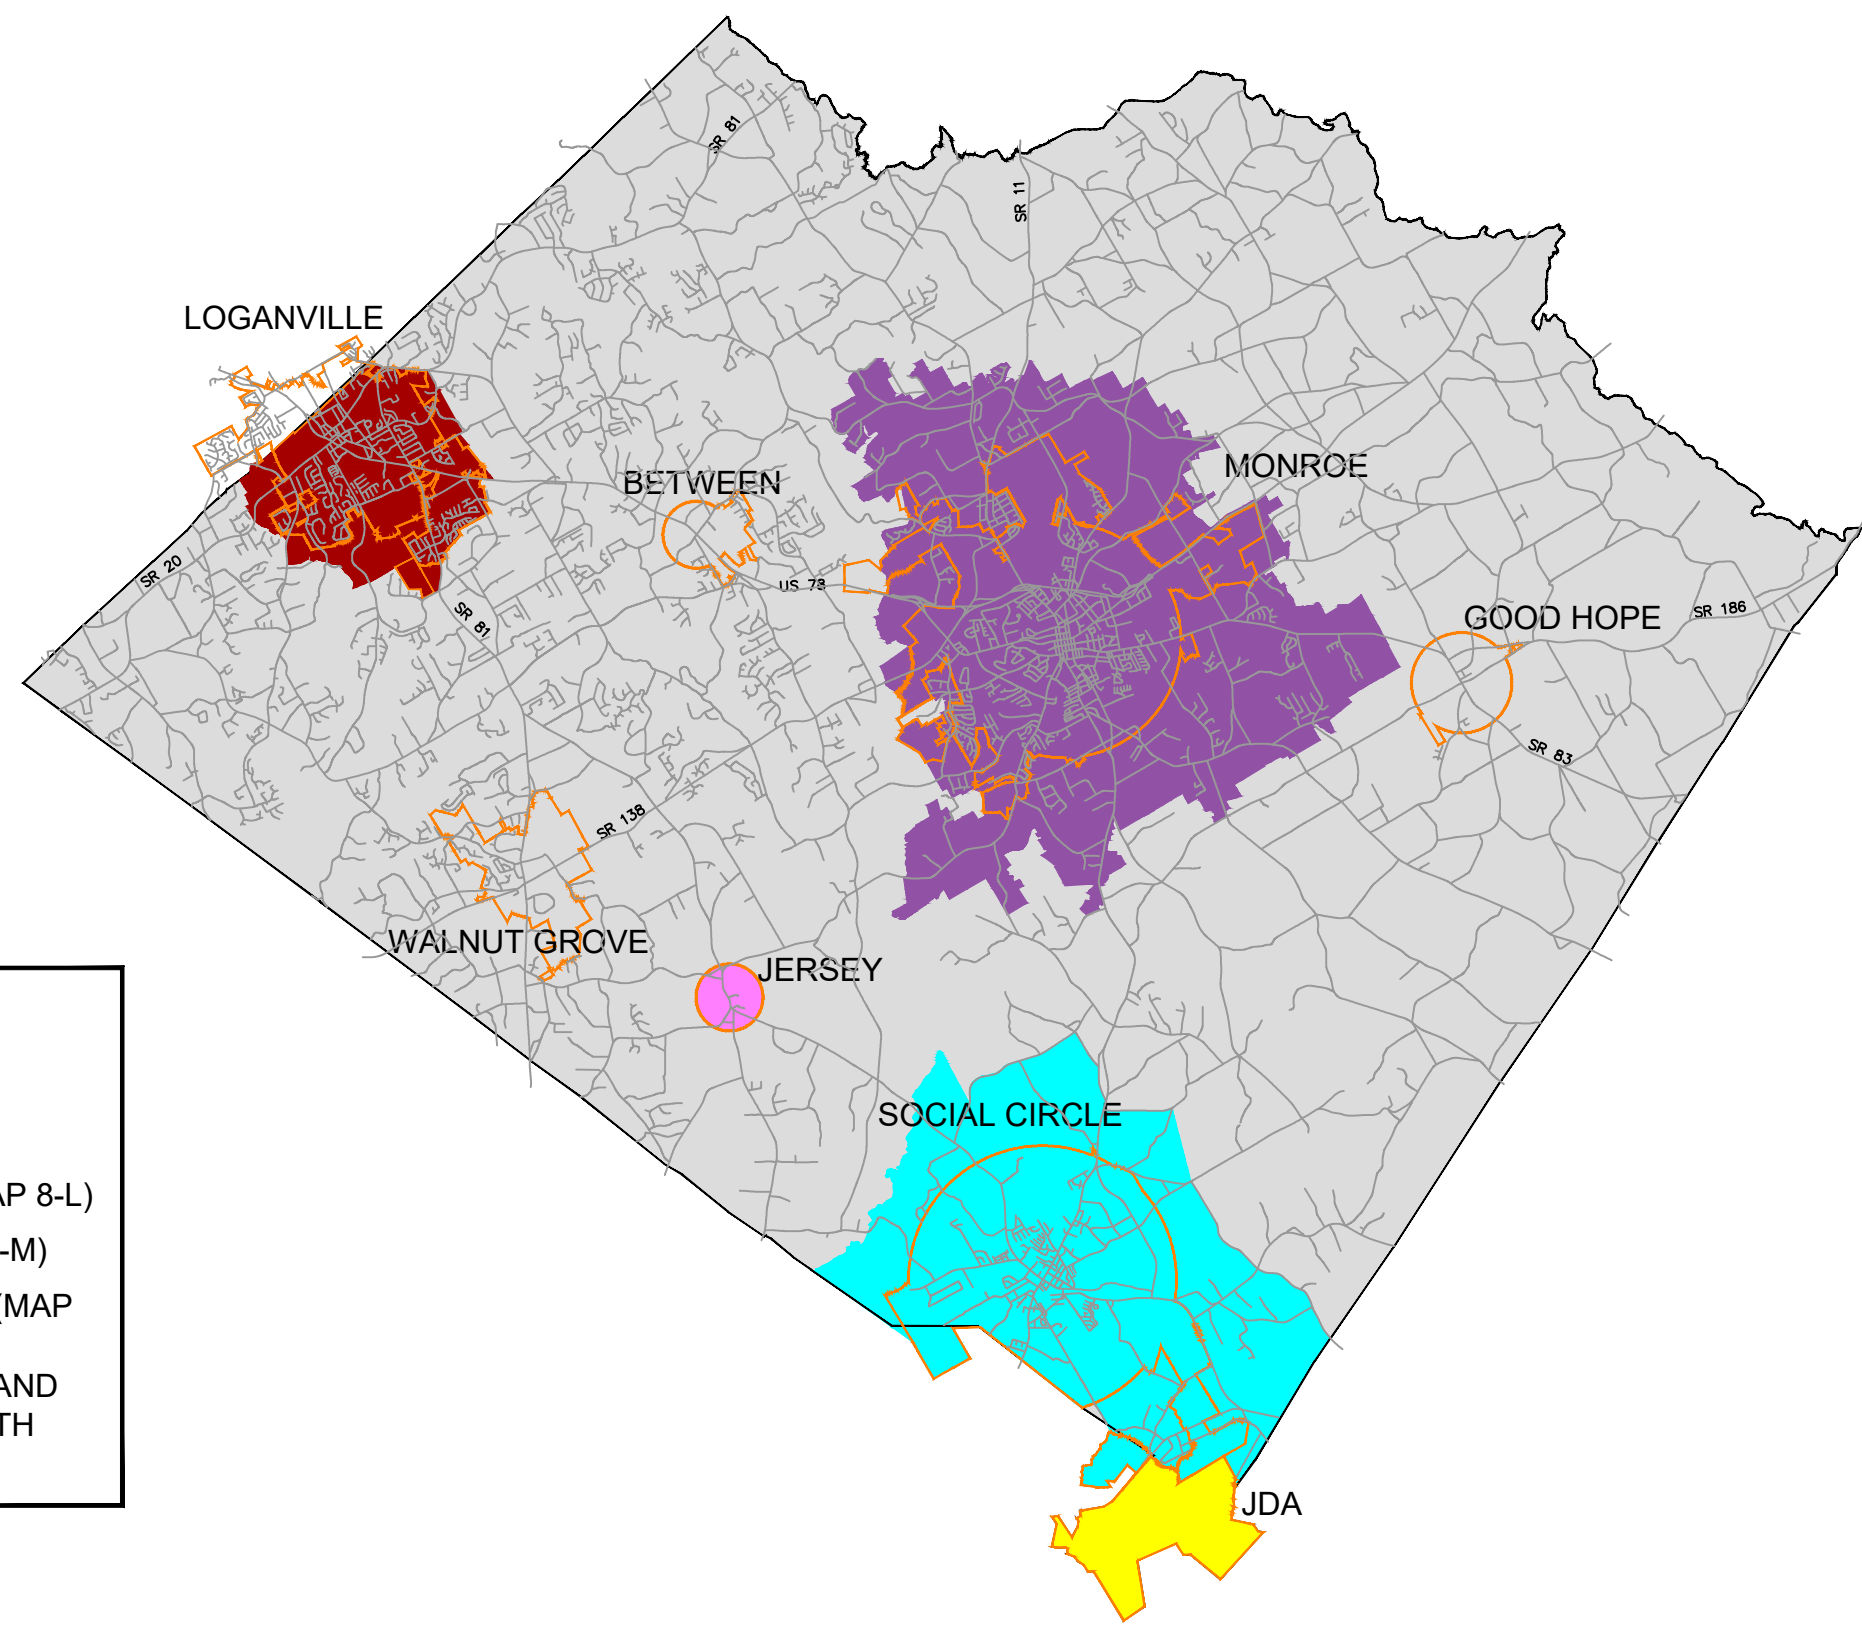 SR 81
SR 11
LOGANVILLE
MONROE
BETWEEN
SR 20
US 73
SR 81
GOOD HOPE
SR 186
SR 83
SR 138
WALNUT GROVE
JERSEY
SOCIAL CIRCLE
AP 8-L)
-M)
(MAP
AND
TH
JDA